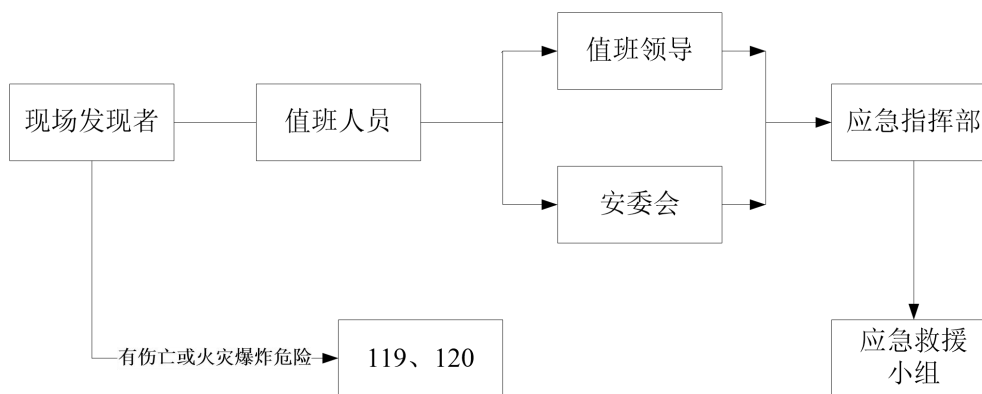 值班领导
现场发现者
值班人员
应急指挥部
安委会
有伤亡或火灾爆炸危险
119、120
应急救援
小组